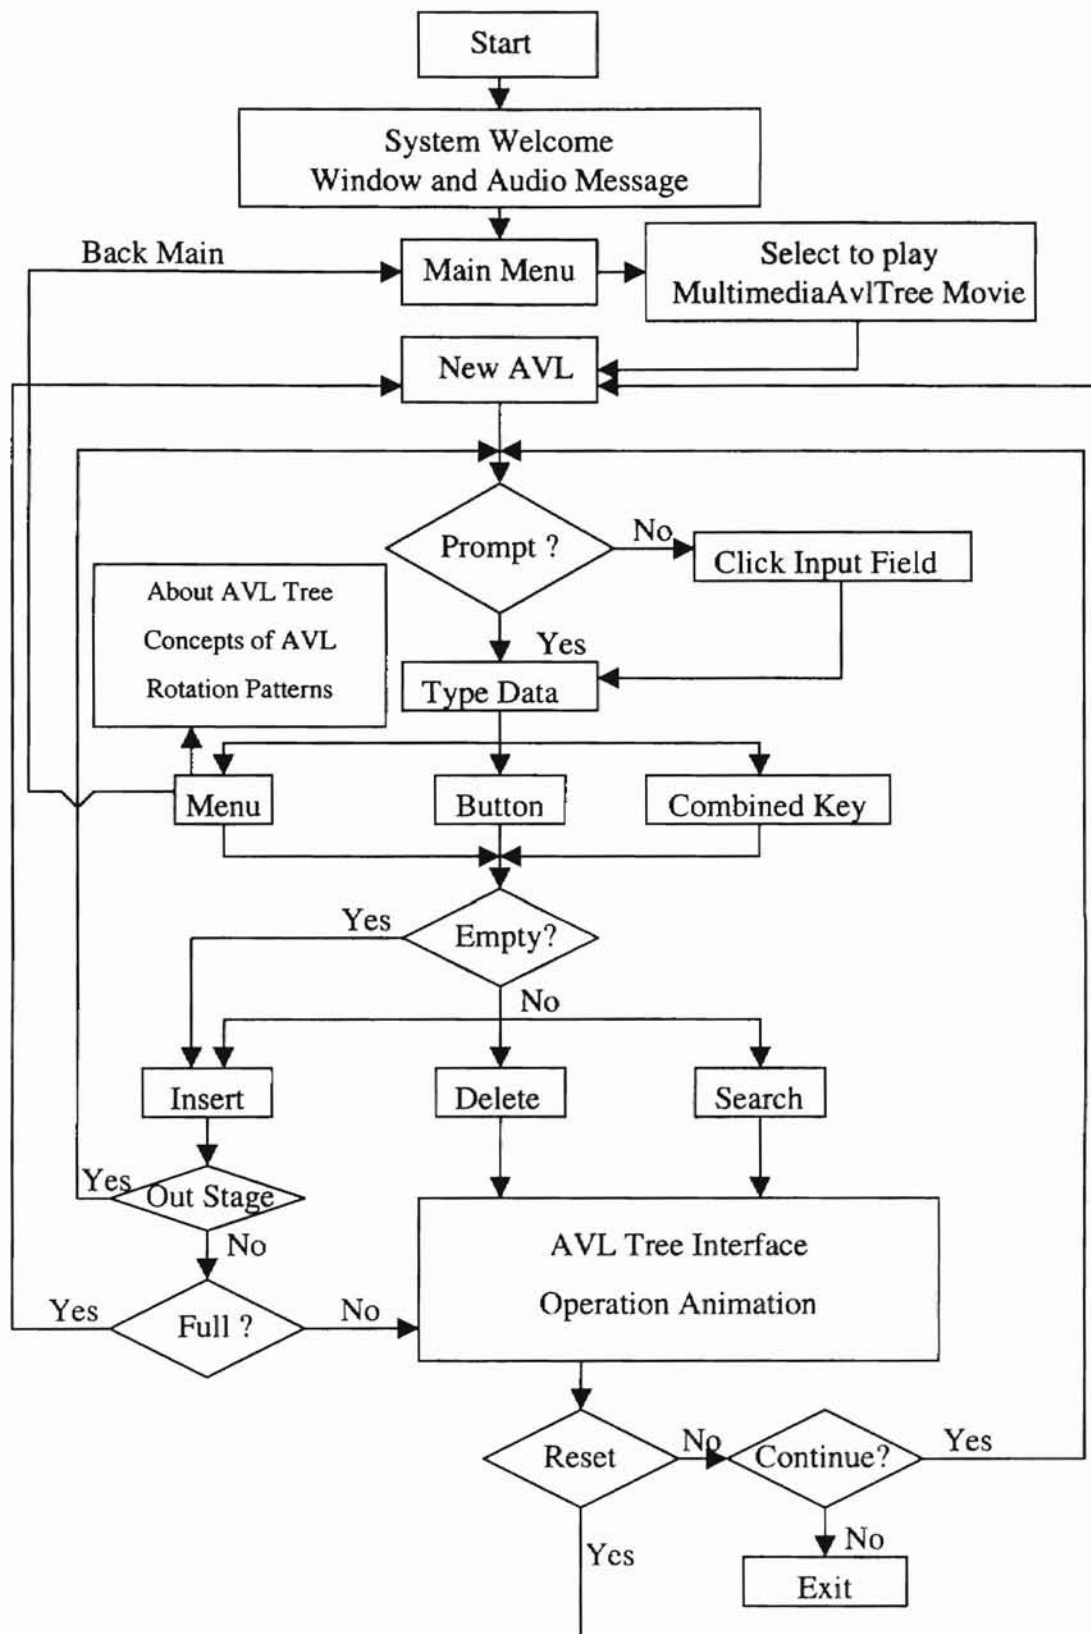 Start
System Welcome
Window and Audio Message
Back Main
Main Menu
Select to play
MultimediaAvlTree Movie
New AVL
Prompt ?
No
Click Input Field
About AVL Tree
Concepts of AVL
Rotation Patterns
Yes
Type Data
Menu
Button
Combined Key
Yes
Empty?
No
Insert
Delete
Search
Yes
Out Stage
No
AVL Tree Interface
Operation Animation
Yes
Full ?
No
Reset
No
Continue?
Yes
Yes
No
Exit